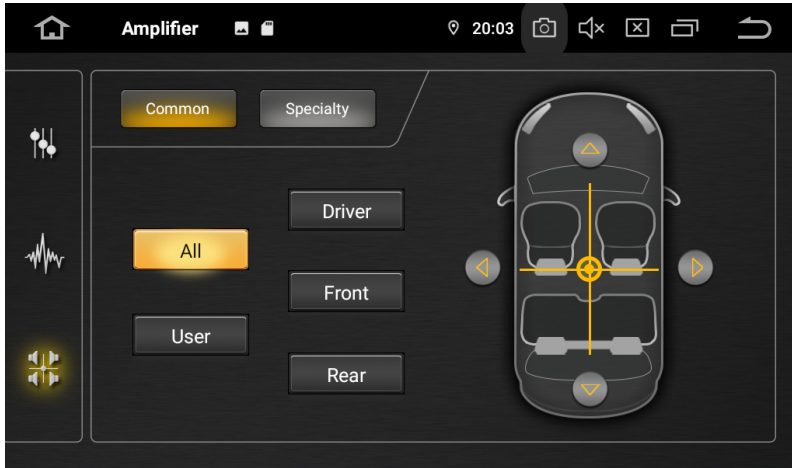 Amplifier 20:03
Common Specialty
Driver
All
Front
User
Rear